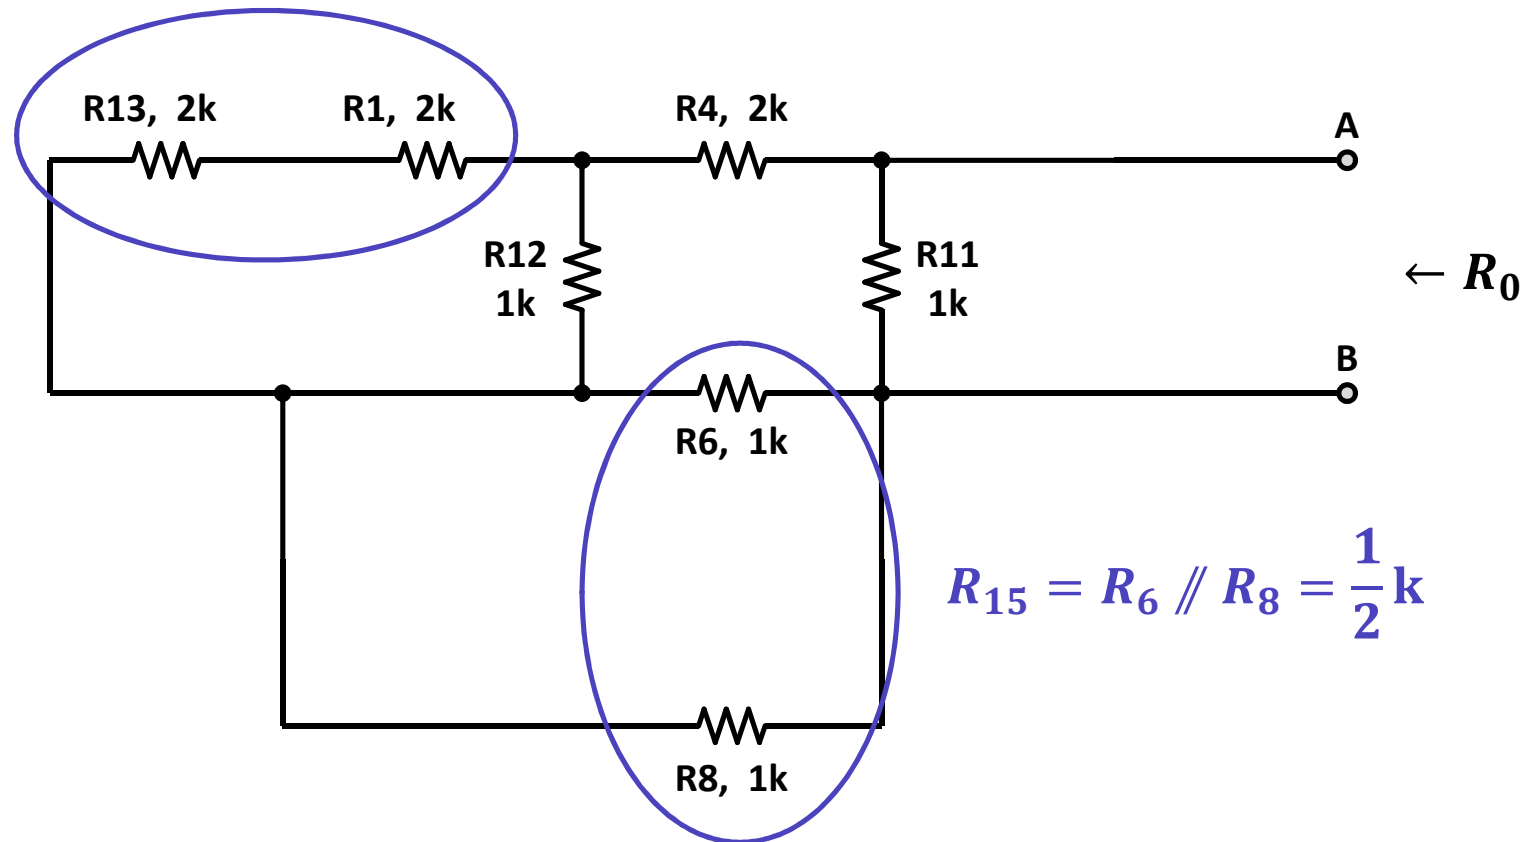 R13, 2k
R1, 2k
R4, 2k
A
R12
1k
R11
1k
← R₀
B
R6, 1k
R₁₅ = R₆ // R₈ = 1/2 k
R8, 1k